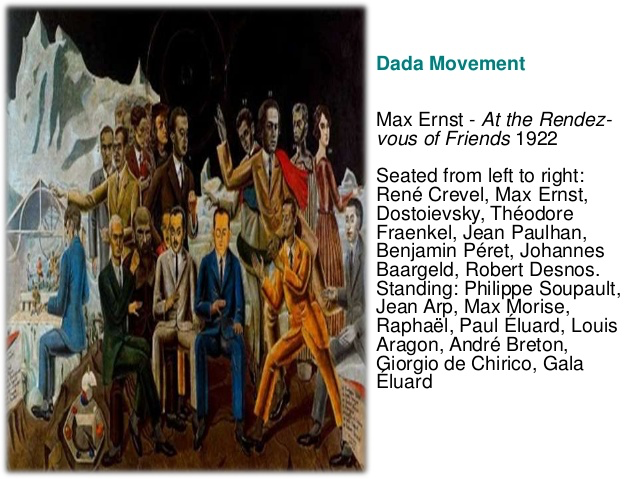 Dada Movement
Max Ernst - At the Rendez-
vous of Friends 1922
Seated from left to right:
René Crevel, Max Ernst,
Dostoievsky, Théodore
Fraenkel, Jean Paulhan,
Benjamin Péret, Johannes
Baargeld, Robert Desnos.
Standing: Philippe Soupault,
Jean Arp, Max Morise,
Raphaël, Paul Éluard, Louis
Aragon, André Breton,
Giorgio de Chirico, Gala
Éluard